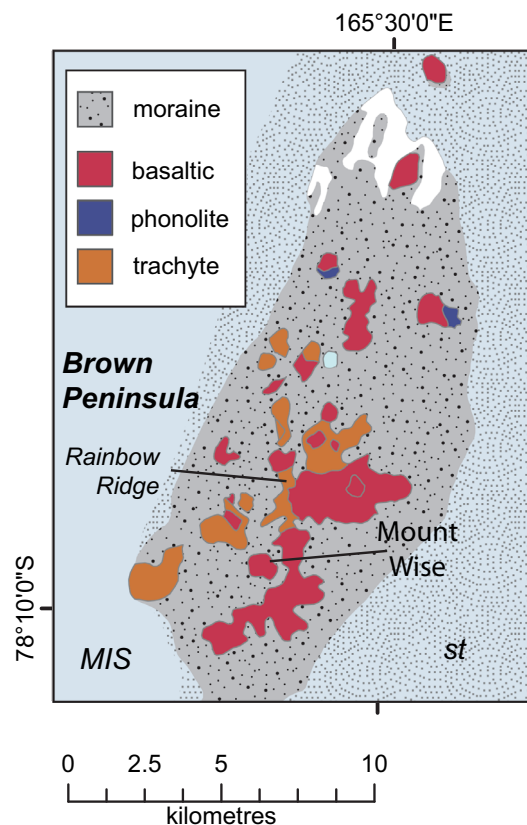 165°30'0"E
moraine
basaltic
phonolite
trachyte
Brown
Peninsula
Rainbow
Ridge
Mount
Wise
78°10'0"S
MIS
st
0 2.5 5 10
kilometres